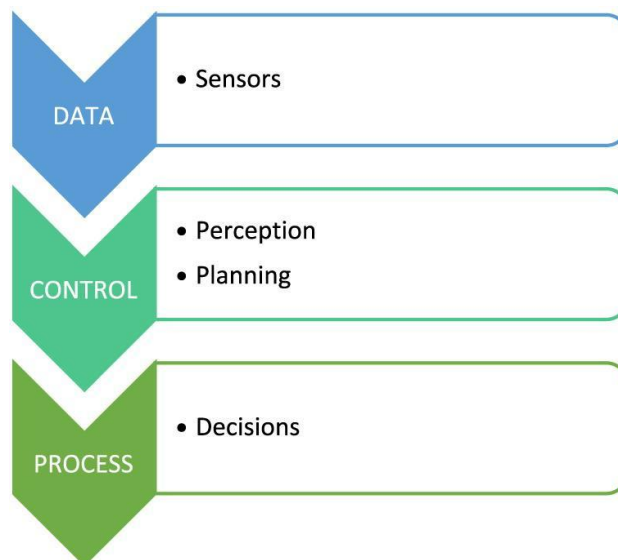 DATA
• Sensors
CONTROL
• Perception
• Planning
PROCESS
• Decisions